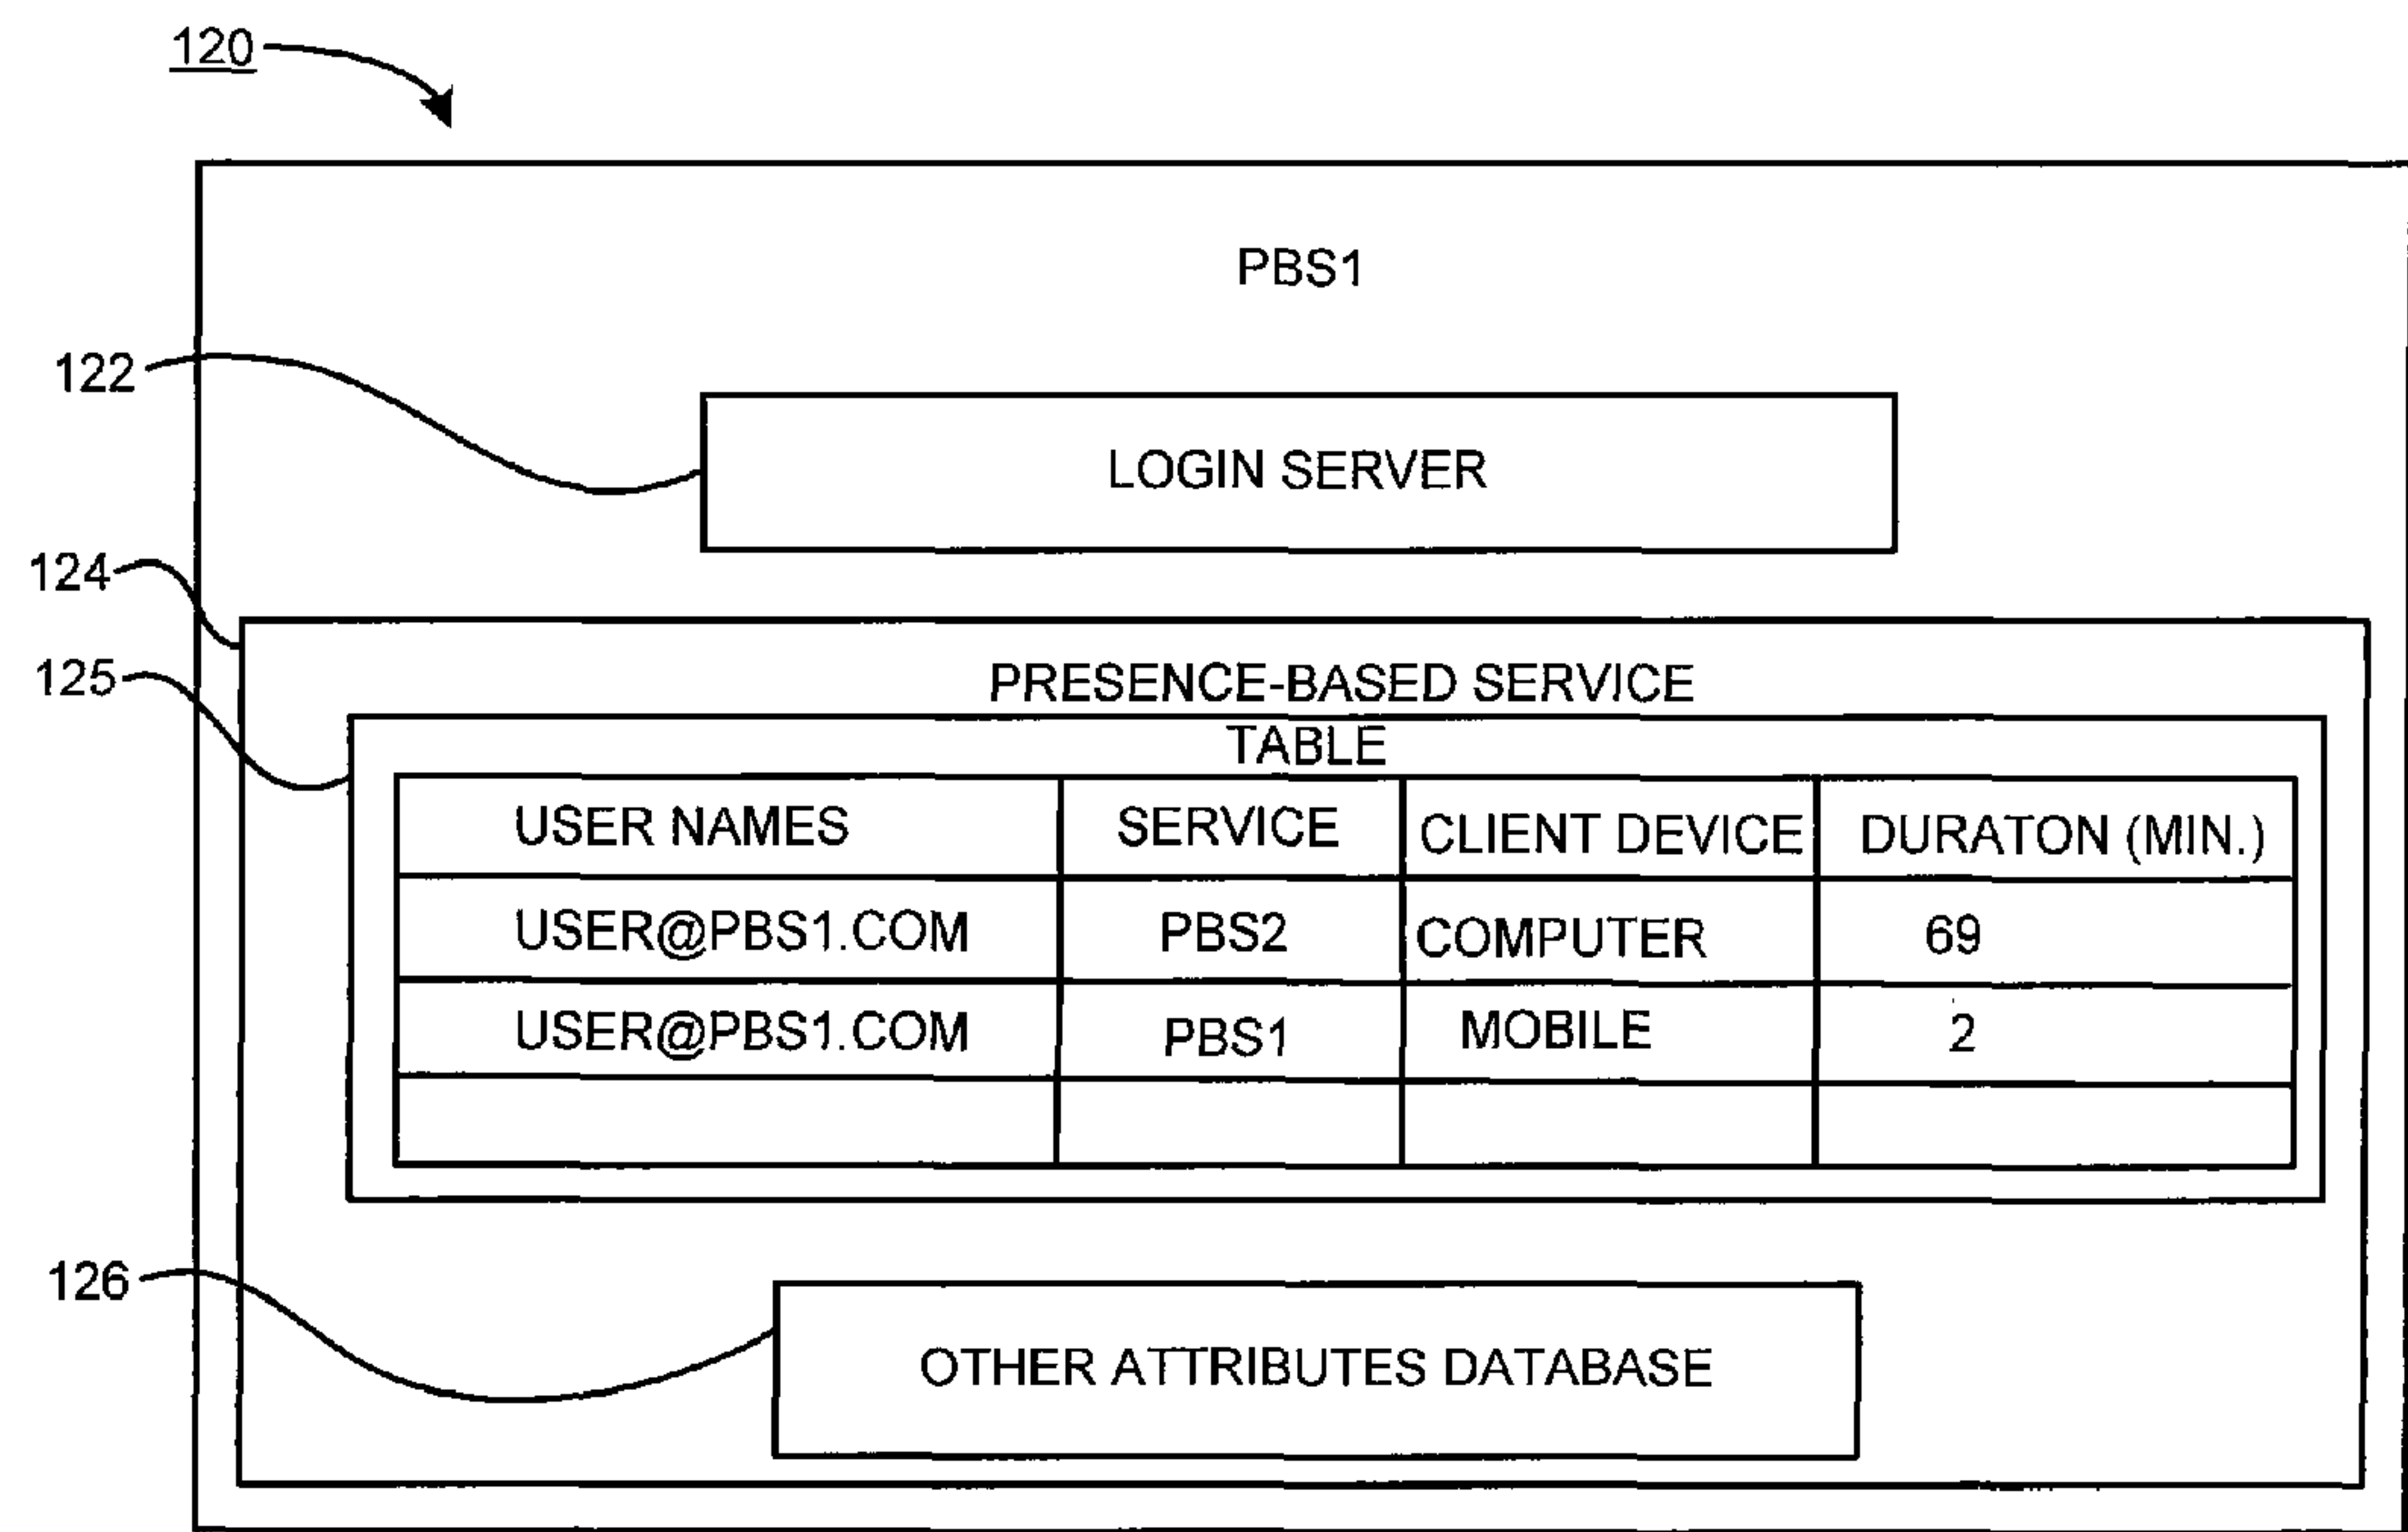 120
PBS1
122
LOGIN SERVER
124
125
PRESENCE-BASED SERVICE
TABLE
USER NAMES SERVICE CLIENT DEVICE DURATON (MIN.)
USER@PBS1.COM PBS2 COMPUTER 69
USER@PBS1.COM PBS1 MOBILE 2
126
OTHER ATTRIBUTES DATABASE